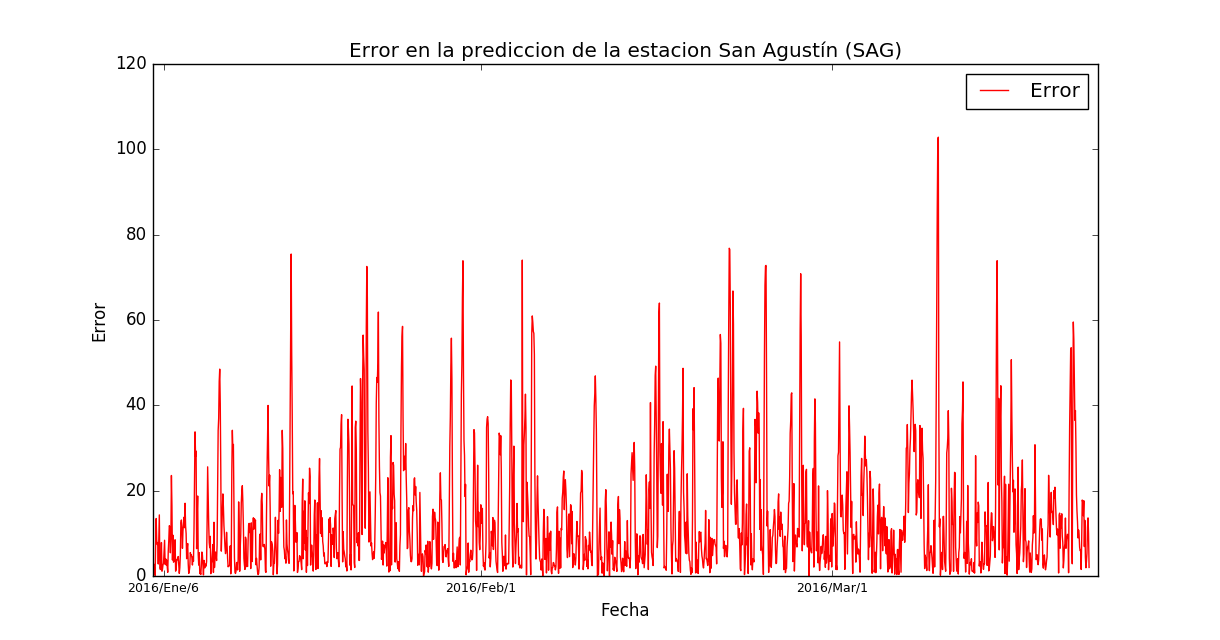 Error en la prediccion de la estacion San Agustín (SAG)
120
100
80
60
40
20
0
Error
Error
2016/Ene/6
2016/Feb/1
2016/Mar/1
Fecha